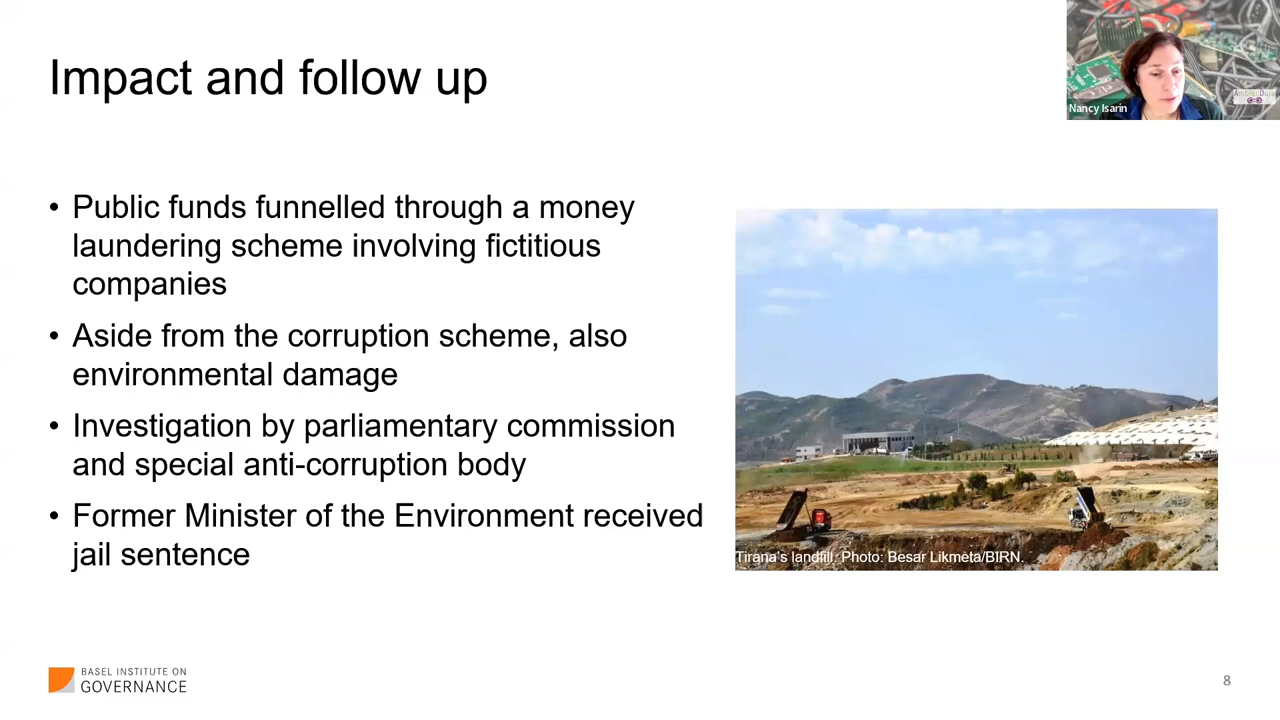 Impact and follow up
Nancy Isarin
AmbienDura
• Public funds funnelled through a money
laundering scheme involving fictitious
companies
• Aside from the corruption scheme, also
environmental damage
• Investigation by parliamentary commission
and special anti-corruption body
• Former Minister of the Environment received
jail sentence
Tirana's landfill. Photo: Besar Likmeta/BIRN.
BASEL INSTITUTE ON
GOVERNANCE
8